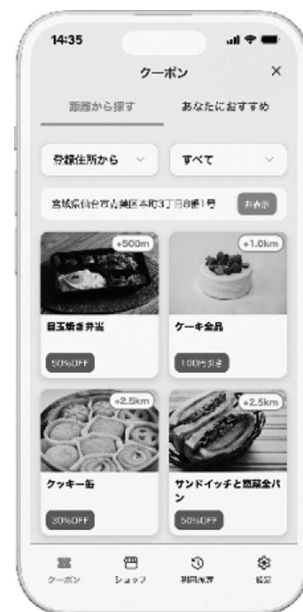 14:35
クーポン ×
距離から探す あなたにおすすめ
登録住所から すべて
宮城県仙台市青葉区本町3丁目8番1号 非表示
+500m +1.0km
目玉焼き弁当 ケーキ全品
50%OFF 100円引き
+2.5km +2.5km
クッキー缶 サンドイッチと惣菜全パ
ン
30%OFF 50%OFF
クーポン ショップ 利用履歴 設定